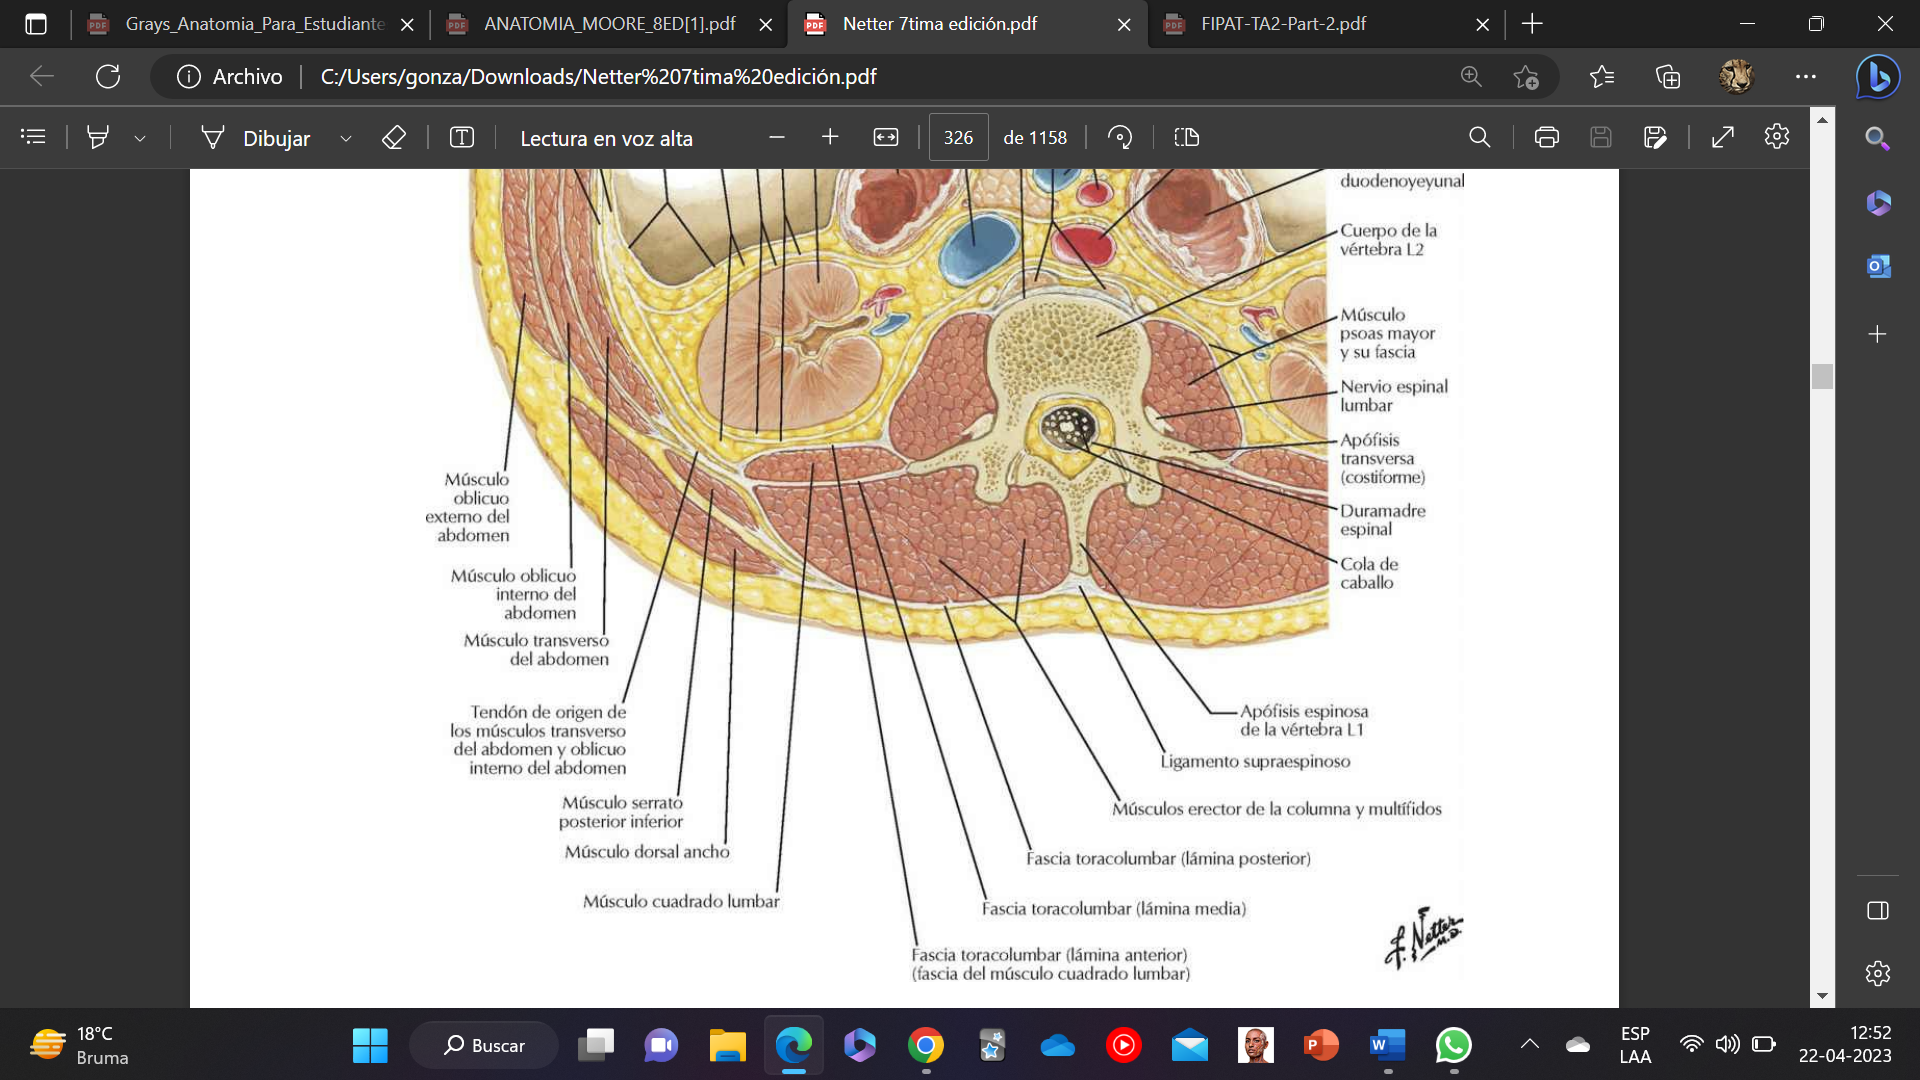 Grays_Anatomia_Para_Estudiante
ANATOMIA_MOORE_8ED[1].pdf
Netter 7tima edición.pdf
FIPAT-TA2-Part-2.pdf
Archivo
C:/Users/gonza/Downloads/Netter%207tima%20edición.pdf
Dibujar
Lectura en voz alta
326
de 1158
duodenoyeyunal
Cuerpo de la
vértebra L2
Músculo
psoas mayor
y su fascia
Nervio espinal
lumbar
Apófisis
transversa
(costiforme)
Duramadre
espinal
Cola de
caballo
Músculo
oblicuo
externo del
abdomen
Músculo oblicuo
interno del
abdomen
Músculo transverso
del abdomen
Tendón de origen de
los músculos transverso
del abdomen y oblicuo
interno del abdomen
Músculo serrato
posterior inferior
Músculo dorsal ancho
Músculo cuadrado lumbar
Apófisis espinosa
de la vértebra L1
Ligamento supraespinoso
Músculos erector de la columna y multífidos
Fascia toracolumbar (lámina posterior)
Fascia toracolumbar (lámina media)
Fascia toracolumbar (lámina anterior)
(fascia del músculo cuadrado lumbar)
F. Netter
M.D.
18°C
Bruma
Buscar
ESP
LAA
12:52
22-04-2023